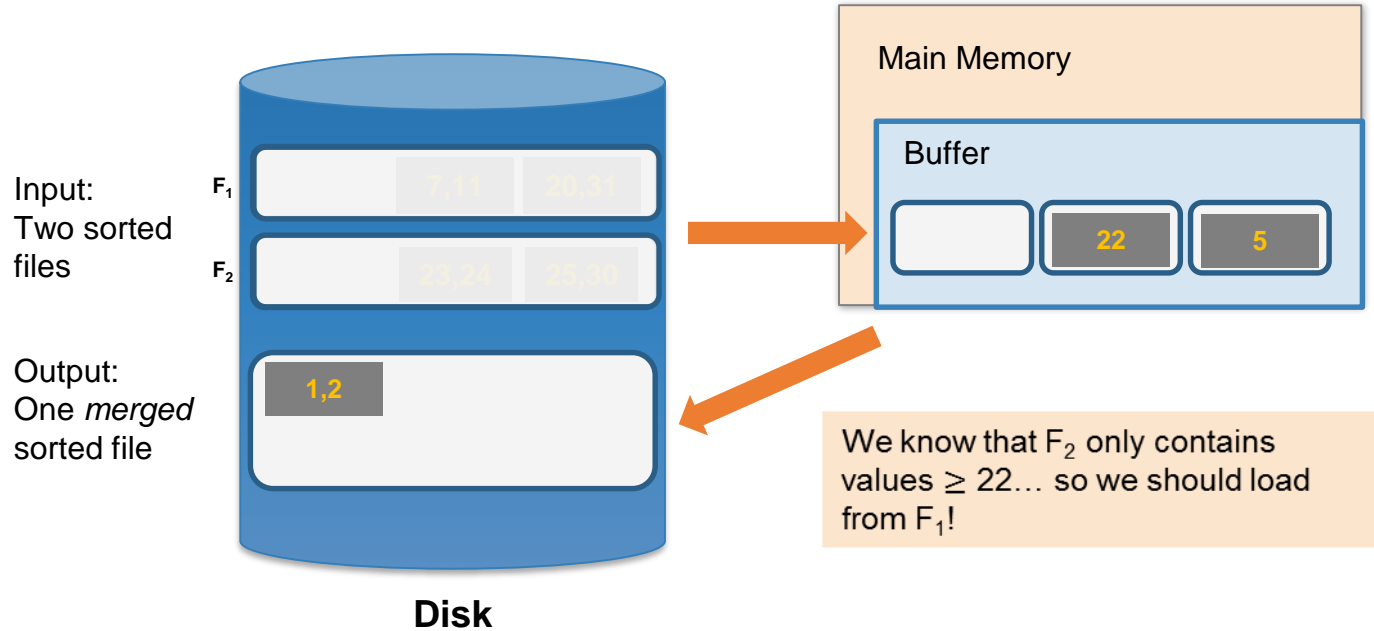 Main Memory
Buffer
22
5
Input:
Two sorted
files
F₁
7,11
20,31
F₂
23,24
25,30
Output:
One merged
sorted file
1,2
We know that F₂ only contains
values ≥ 22... so we should load
from F₁!
Disk